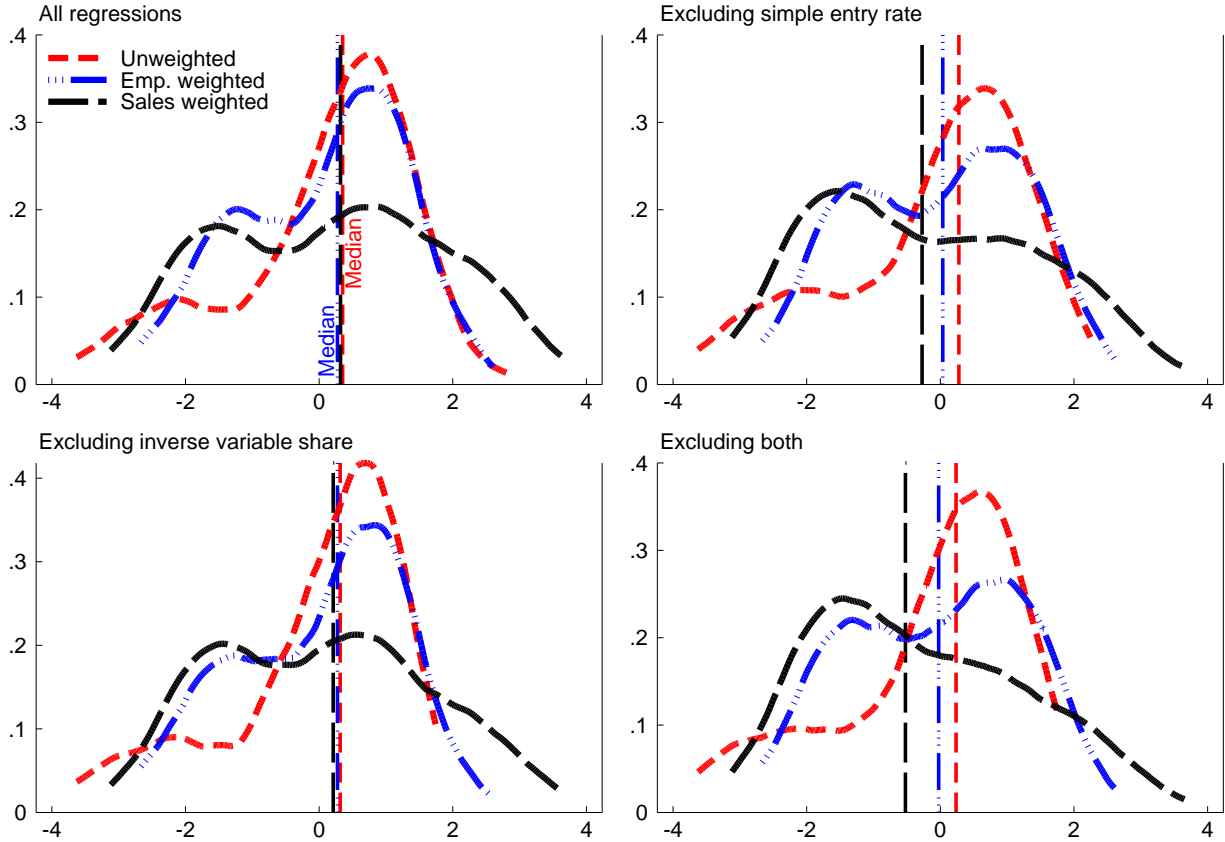 All regressions
.4
.3
.2
.1
0
-4 -2 0 2 4
Unweighted
Emp. weighted
Sales weighted
Median
Median
Excluding simple entry rate
.4
.3
.2
.1
0
-4 -2 0 2 4
Excluding inverse variable share
.4
.3
.2
.1
0
-4 -2 0 2 4
Excluding both
.4
.3
.2
.1
0
-4 -2 0 2 4